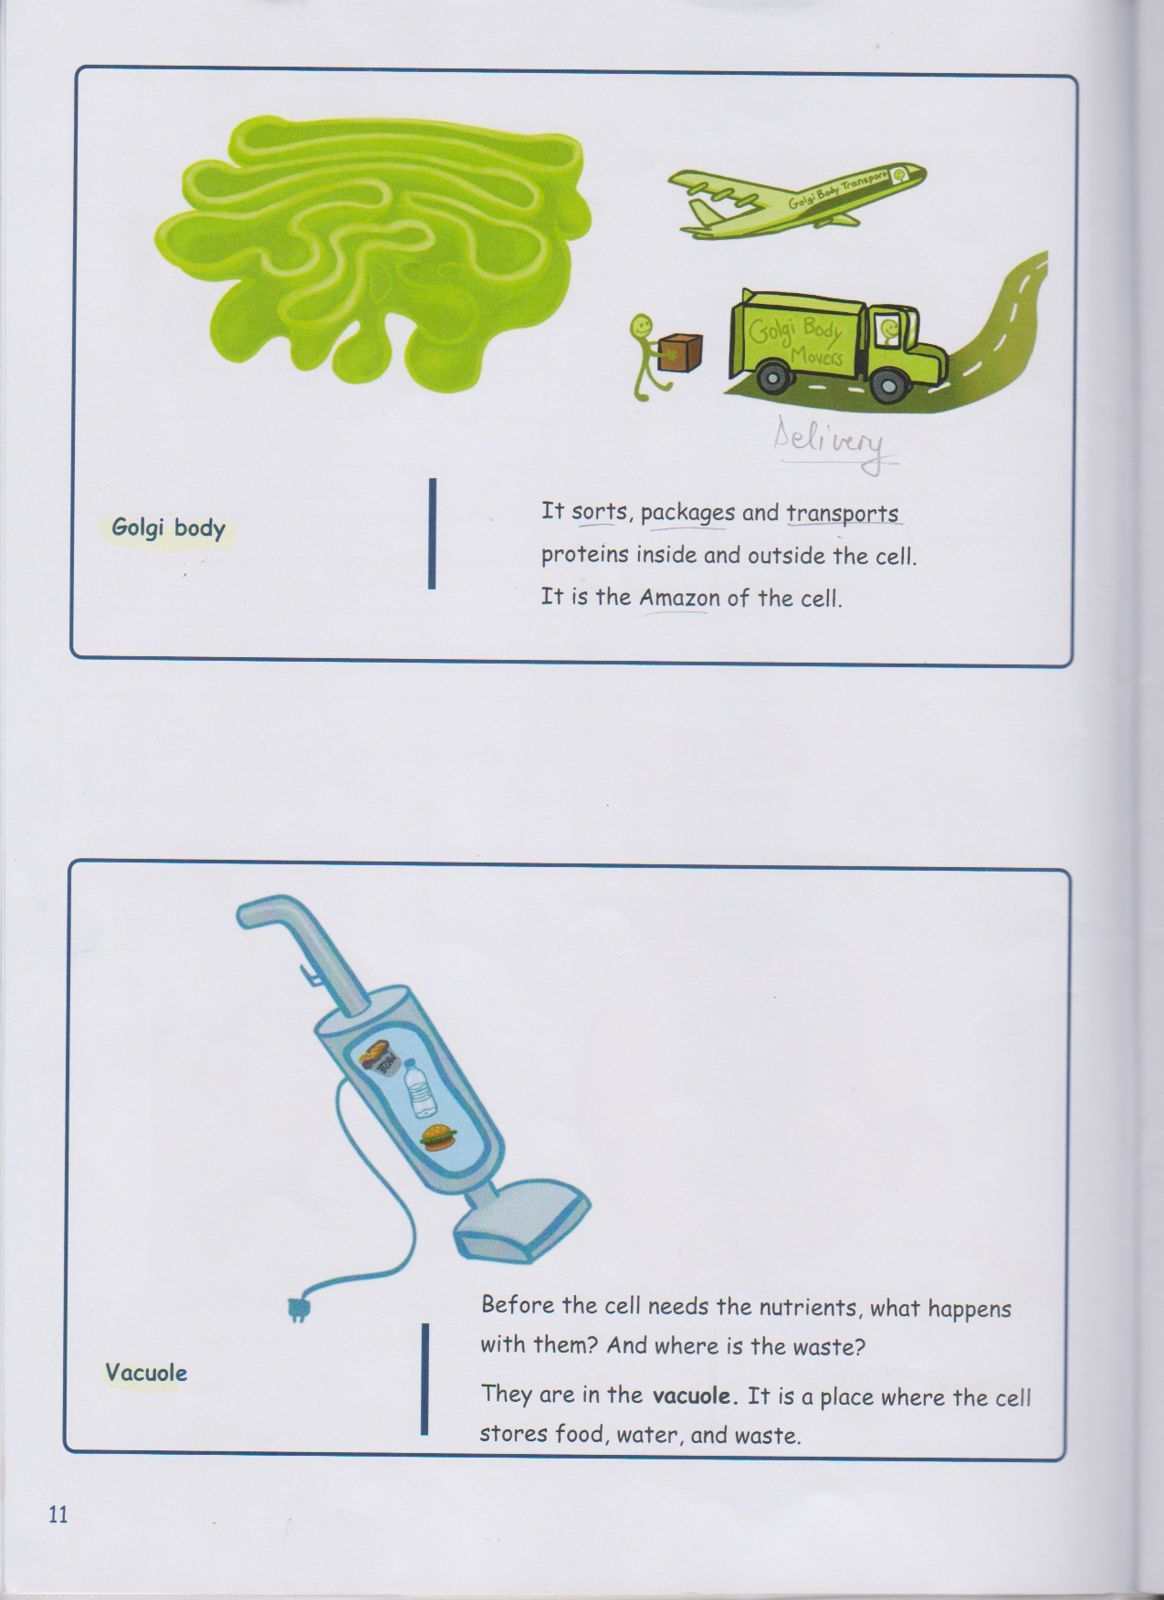 Golgi Body Transport
Golgi Body
Movers
Delivery
Golgi body
It sorts, packages and transports
proteins inside and outside the cell.
It is the Amazon of the cell.
Before the cell needs the nutrients, what happens
with them? And where is the waste?
Vacuole
They are in the vacuole. It is a place where the cell
stores food, water, and waste.
11